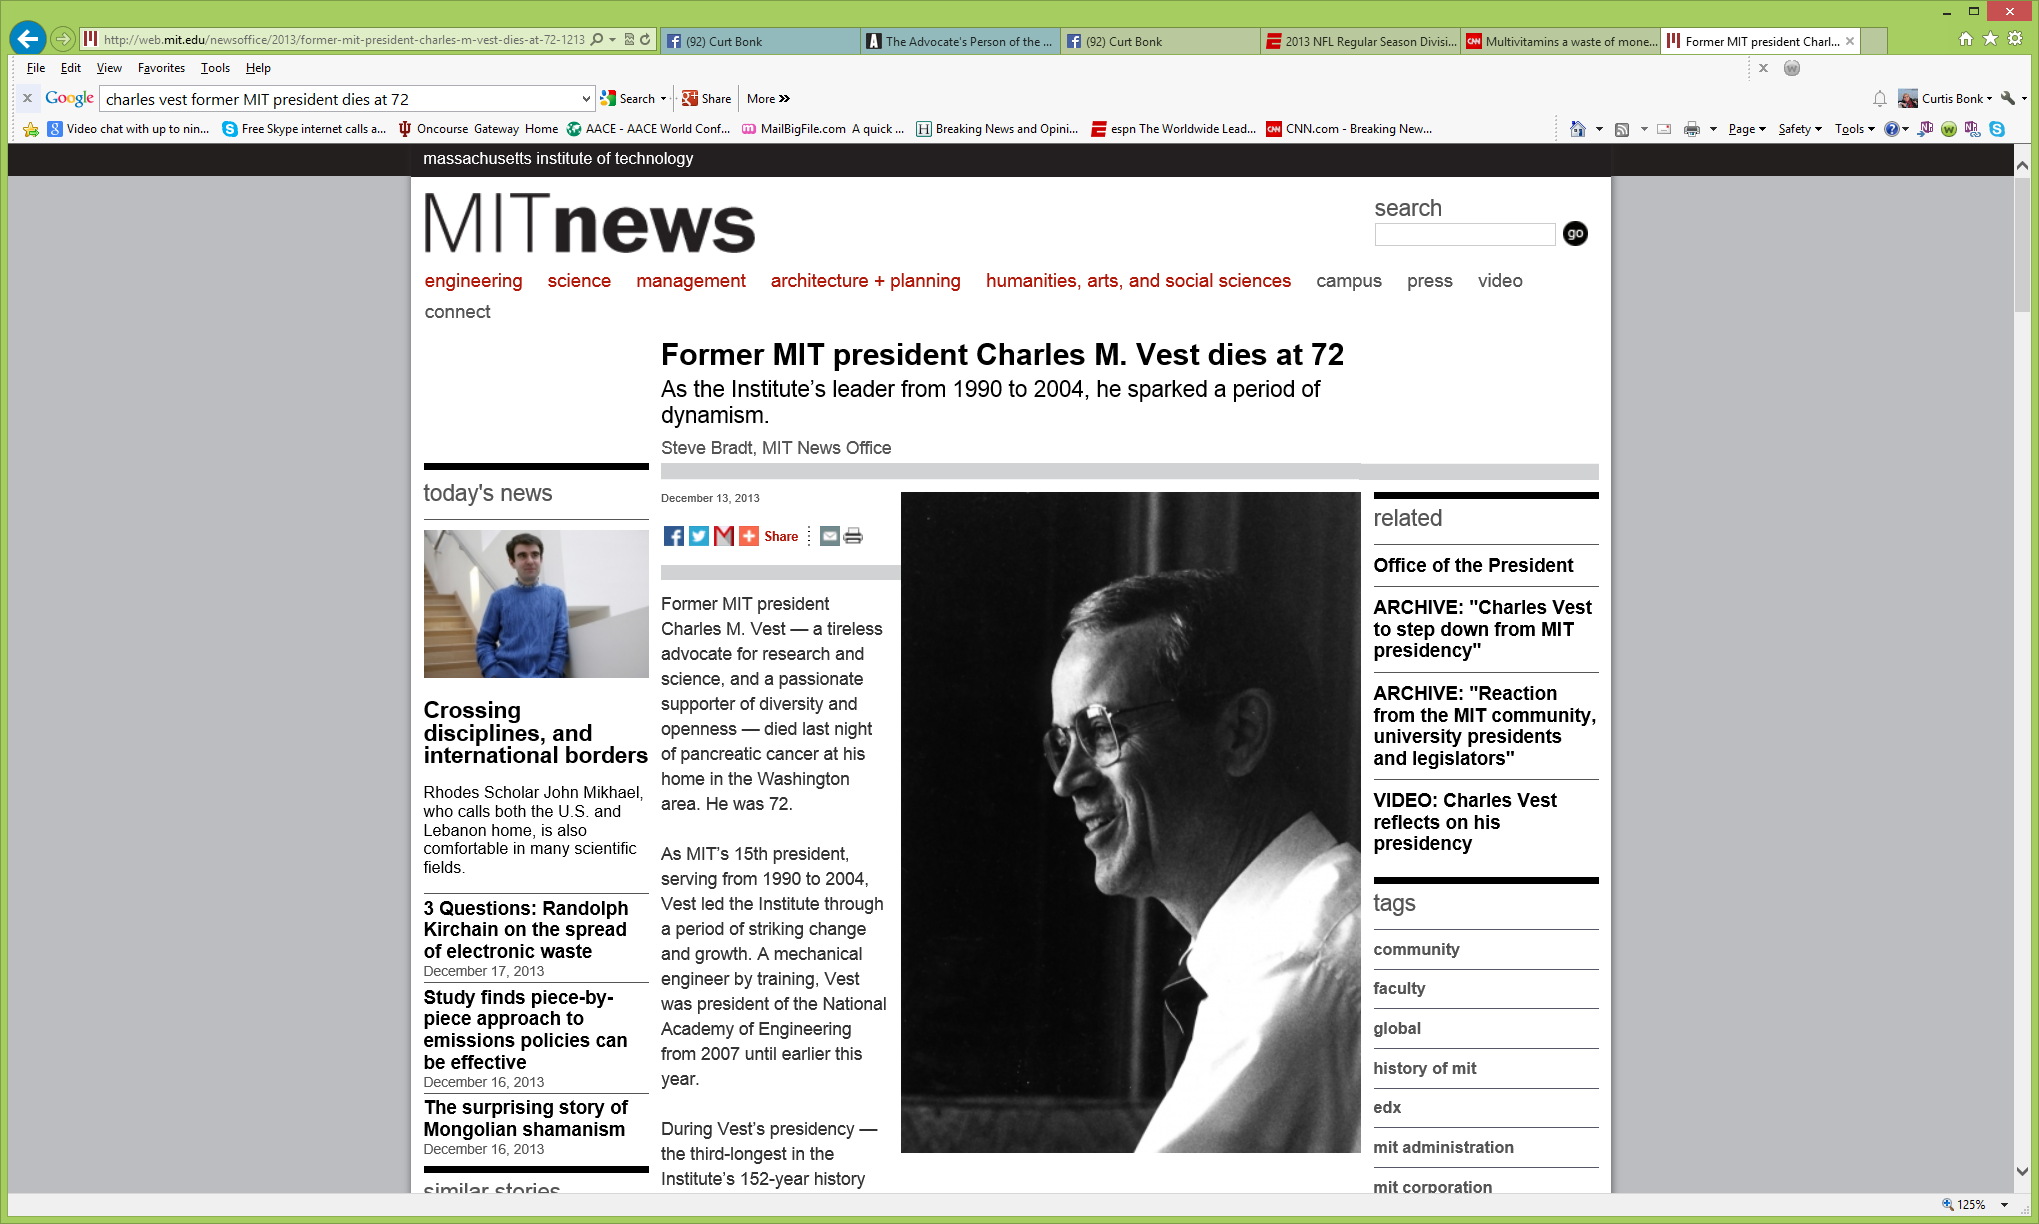 http://web.mit.edu/newsoffice/2013/former-mit-president-charles-m-vest-dies-at-72-1213
(92) Curt Bonk
The Advocate's Person of the ...
(92) Curt Bonk
2013 NFL Regular Season Divisi...
Multivitamins a waste of mone...
Former MIT president Charl...
File Edit View Favorites Tools Help
Google charles vest former MIT president dies at 72 Search Share More »
Curtis Bonk
Video chat with up to nin...
Free Skype internet calls a...
Oncourse Gateway Home
AACE - AACE World Conf...
MailBigFile.com A quick ...
Breaking News and Opini...
espn The Worldwide Lead...
CNN.com - Breaking New...
Page Safety Tools
massachusetts institute of technology
MITnews
search
go
engineering science management architecture + planning humanities, arts, and social sciences campus press video
connect
Former MIT president Charles M. Vest dies at 72
As the Institute’s leader from 1990 to 2004, he sparked a period of
dynamism.
Steve Bradt, MIT News Office
today's news
Crossing
disciplines, and
international borders
Rhodes Scholar John Mikhael,
who calls both the U.S. and
Lebanon home, is also
comfortable in many scientific
fields.
3 Questions: Randolph
Kirchain on the spread
of electronic waste
December 17, 2013
Study finds piece-by-
piece approach to
emissions policies can
be effective
December 16, 2013
The surprising story of
Mongolian shamanism
December 16, 2013
similar stories
December 13, 2013
Share
Former MIT president
Charles M. Vest — a tireless
advocate for research and
science, and a passionate
supporter of diversity and
openness — died last night
of pancreatic cancer at his
home in the Washington
area. He was 72.
As MIT’s 15th president,
serving from 1990 to 2004,
Vest led the Institute through
a period of striking change
and growth. A mechanical
engineer by training, Vest
was president of the National
Academy of Engineering
from 2007 until earlier this
year.
During Vest’s presidency —
the third-longest in the
Institute’s 152-year history
related
Office of the President
ARCHIVE: "Charles Vest
to step down from MIT
presidency"
ARCHIVE: "Reaction
from the MIT community,
university presidents
and legislators"
VIDEO: Charles Vest
reflects on his
presidency
tags
community
faculty
global
history of mit
edx
mit administration
mit corporation
125%